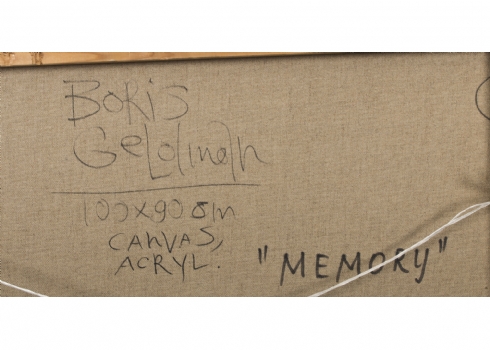 BORIS
Geldman
100x90 cm
CANVAS,
ACRYL.
"MEMORY"